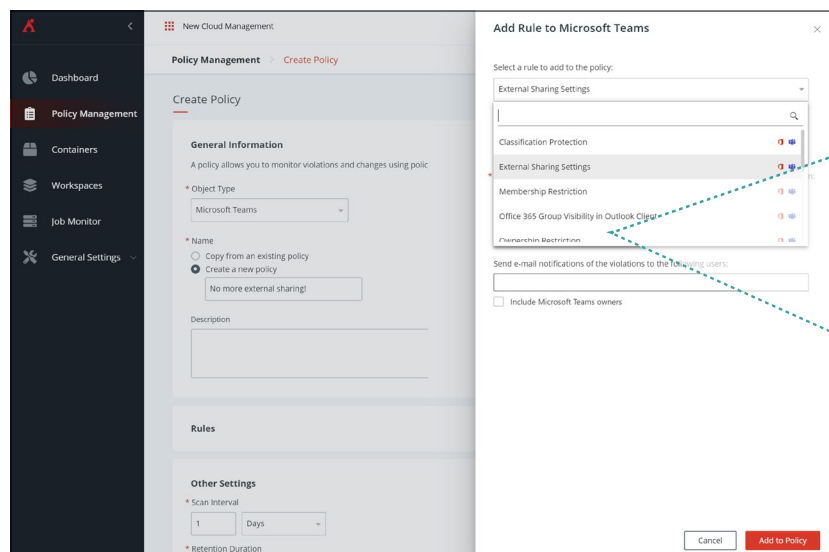 New Cloud Management
Policy Management > Create Policy
Dashboard
Policy Management
Containers
Workspaces
Job Monitor
General Settings
Create Policy
General Information
A policy allows you to monitor violations and changes using polic
* Object Type
Microsoft Teams
* Name
Copy from an existing policy
Create a new policy
No more external sharing!
Description
Rules
Other Settings
* Scan Interval
1 Days
* Retention Duration
Add Rule to Microsoft Teams
Select a rule to add to the policy:
External Sharing Settings
Classification Protection
External Sharing Settings
Membership Restriction
Office 365 Group Visibility in Outlook Client
Ownership Restriction
Send e-mail notifications of the violations to the following users:
Include Microsoft Teams owners
Cancel
Add to Policy